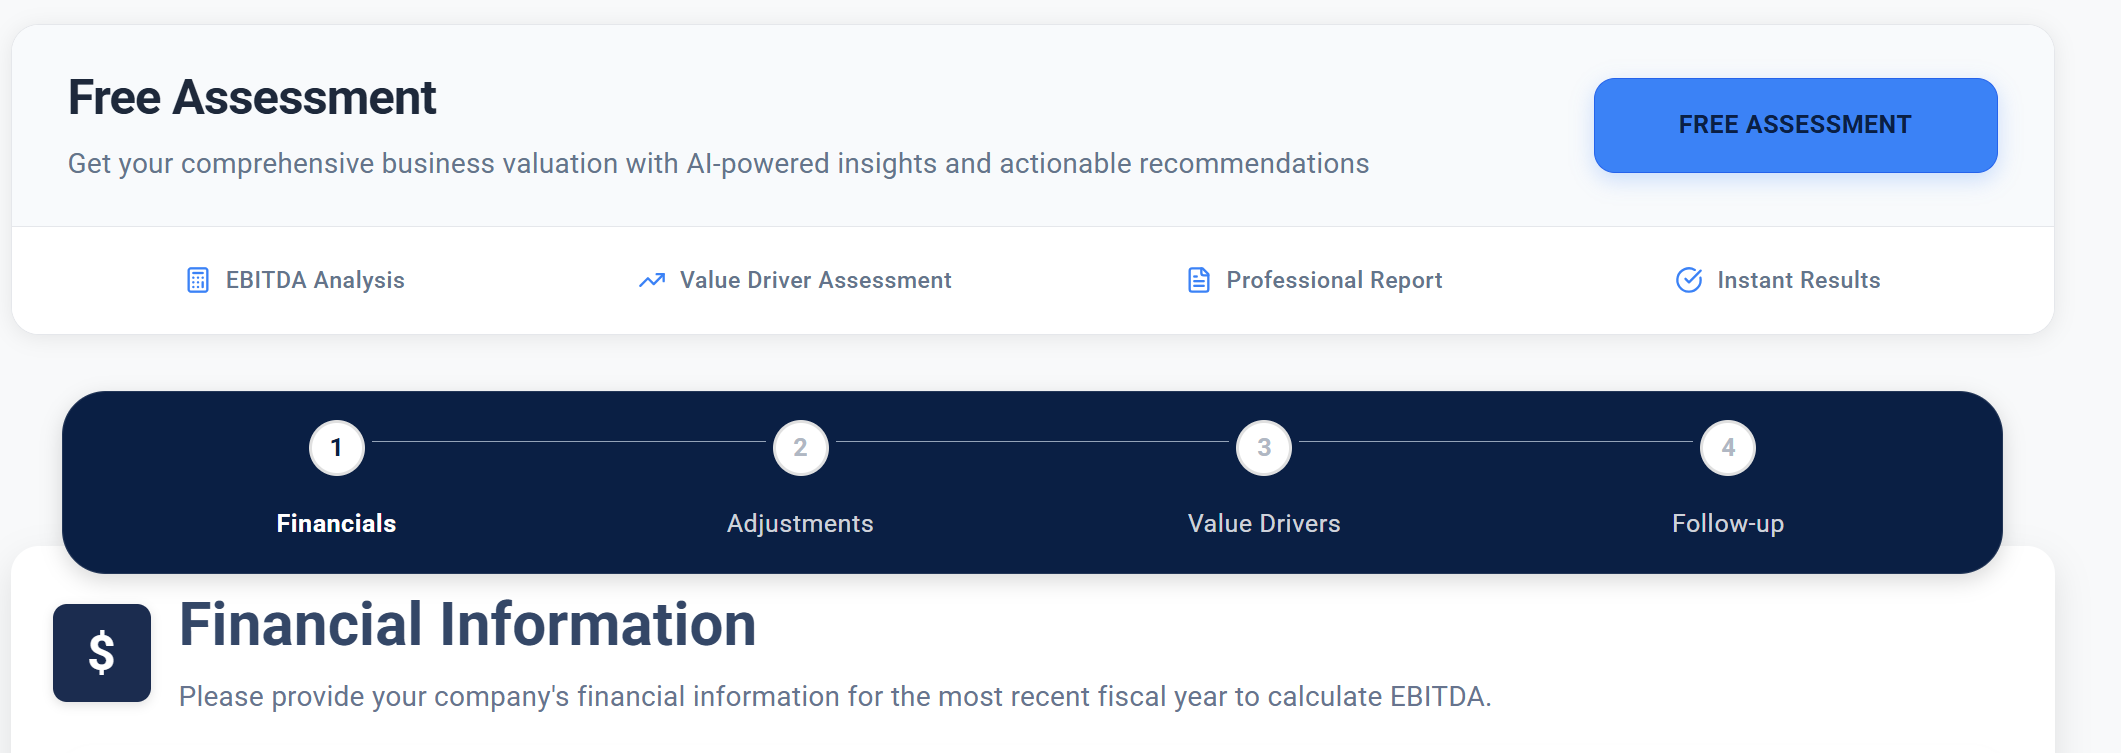 Free Assessment
FREE ASSESSMENT
Get your comprehensive business valuation with AI-powered insights and actionable recommendations
EBITDA Analysis
Value Driver Assessment
Professional Report
Instant Results
1
2
3
4
Financials
Adjustments
Value Drivers
Follow-up
$
Financial Information
Please provide your company's financial information for the most recent fiscal year to calculate EBITDA.